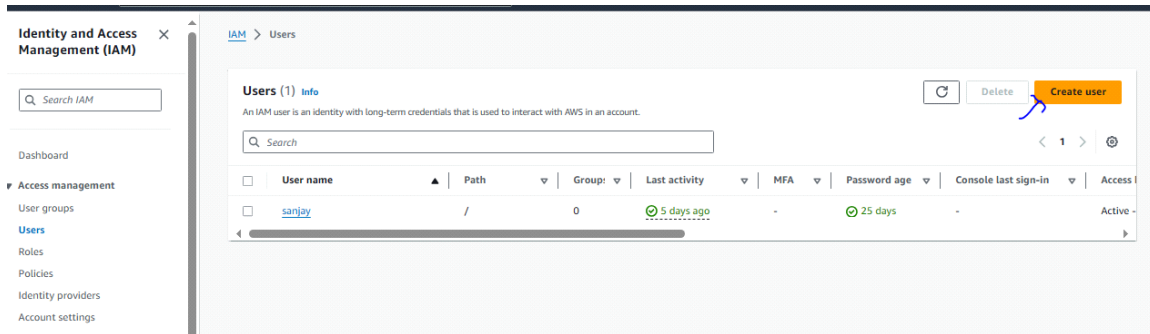 Identity and Access
Management (IAM)
Search IAM
Dashboard
Access management
User groups
Users
Roles
Policies
Identity providers
Account settings
IAM > Users
Users (1) Info
An IAM user is an identity with long-term credentials that is used to interact with AWS in an account.
Delete
Create user
Search
1
User name Path Group: Last activity MFA Password age Console last sign-in Access
sanjay / 0 5 days ago - 25 days - Active -